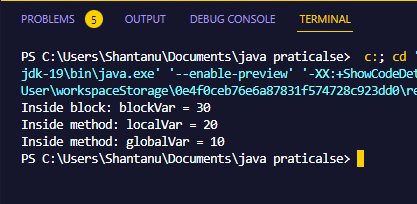 PROBLEMS 5 OUTPUT DEBUG CONSOLE TERMINAL
PS C:\Users\Shantanu\Documents\java praticalse> c:; cd '
jdk-19\bin\java.exe' '--enable-preview' '-XX:+ShowCodeDet
User\workspaceStorage\0e4f0ceb76e6a87831f574728c923dd0\re
Inside block: blockVar = 30
Inside method: localVar = 20
Inside method: globalVar = 10
PS C:\Users\Shantanu\Documents\java praticalse>